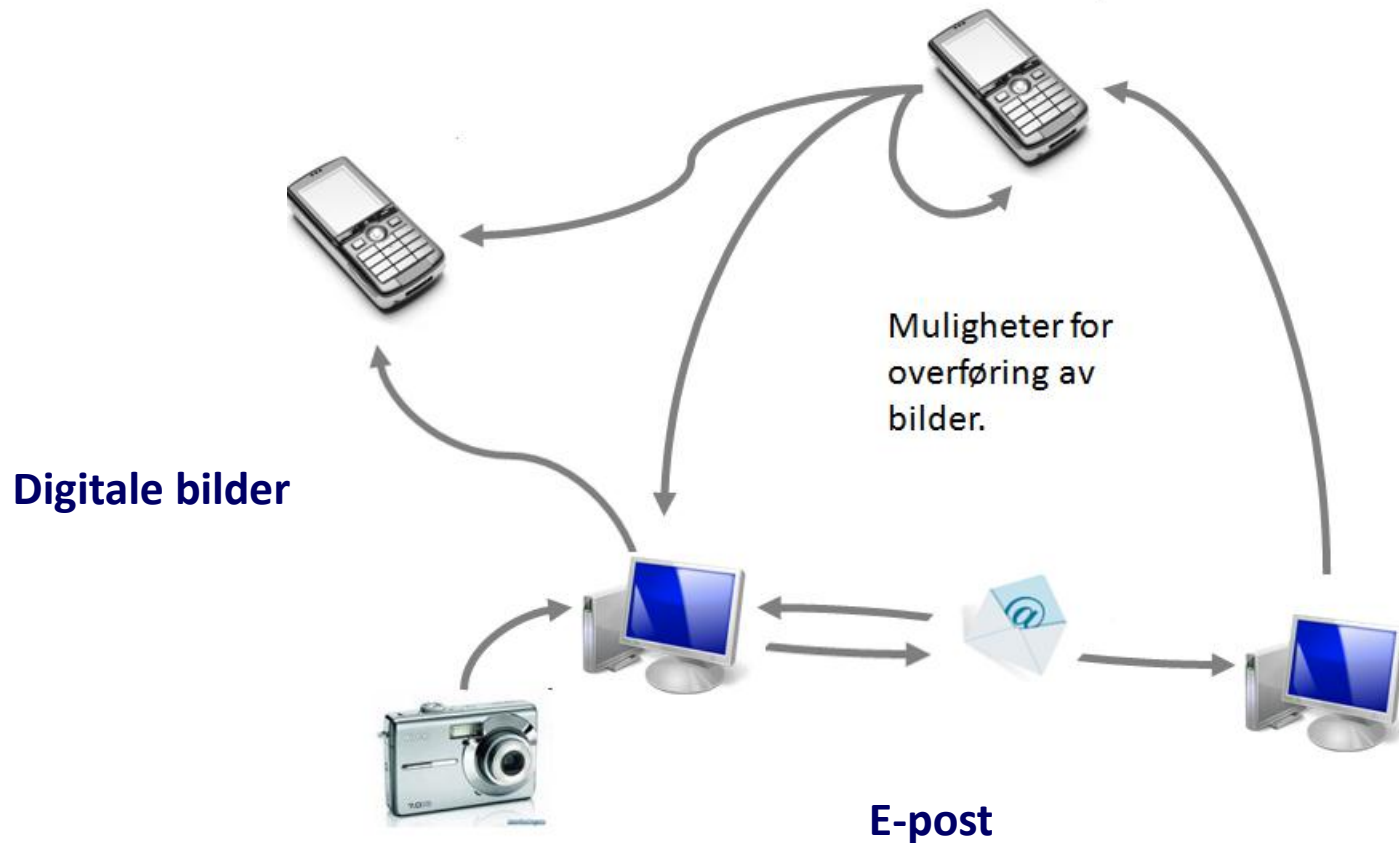 Muligheter for
overføring av
bilder.
Digitale bilder
@
E-post